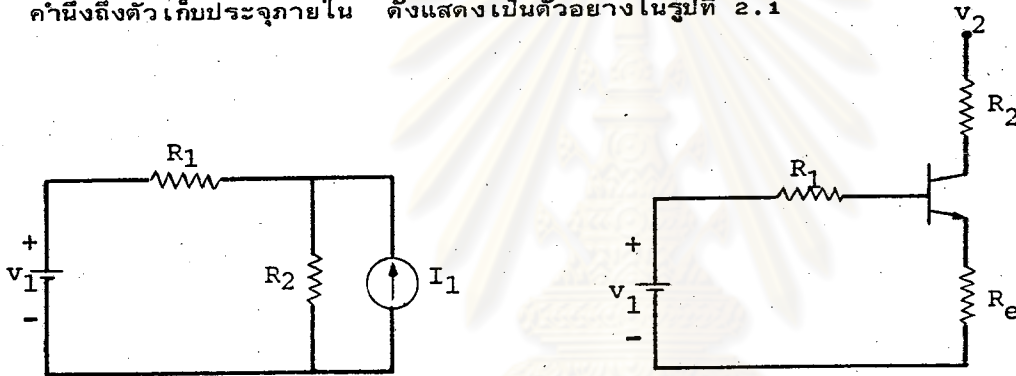 คำนึงถึงตัวเก็บประจุภายใน ดังแสดงเป็นตัวอย่างในรูปที่ 2.1
v2
R2
R1
R1
+
v1
-
R2
I1
+
v1
-
Re